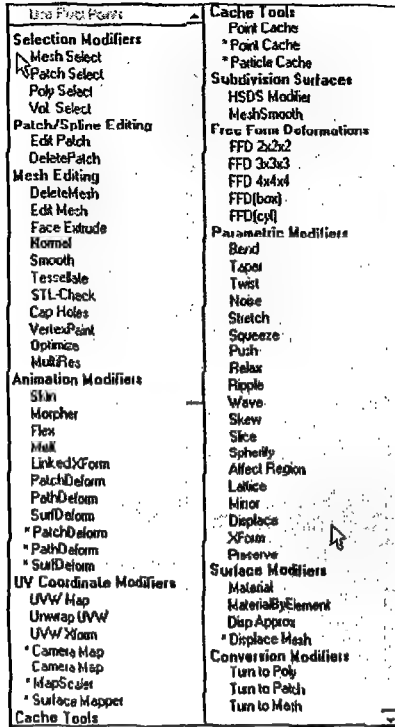 Use Pivot Points
Selection Modifiers
Mesh Select
Patch Select
Poly Select
Vol. Select
Patch/Spline Editing
Edit Patch
DeletePatch
Mesh Editing
DeleteMesh
Edit Mesh
Face Extrude
Normal
Smooth
Tessellate
STL-Check
Cap Holes
VertexPaint
Optimize
MultiRes
Animation Modifiers
Skin
Morpher
Flex
Melt
LinkedXForm
PatchDeform
PathDeform
SurfDeform
* PatchDeform
* PathDeform
* SurfDeform
UV Coordinate Modifiers
UVW Map
Unwrap UVW
UVW Xform
* Camera Map
Camera Map
* MapScaler
* Surface Mapper
Cache Tools
Cache Tools
Point Cache
* Point Cache
* Particle Cache
Subdivision Surfaces
HSDS Modifier
MeshSmooth
Free Form Deformations
FFD 2x2x2
FFD 3x3x3
FFD 4x4x4
FFD(box)
FFD(cyl)
Parametric Modifiers
Bend
Taper
Twist
Noise
Stretch
Squeeze
Push
Relax
Ripple
Wave
Skew
Slice
Spherify
Affect Region
Lattice
Mirror
Displace
XForm
Preserve
Surface Modifiers
Material
MaterialByElement
Disp Approx
* Displace Mesh
Conversion Modifiers
Turn to Poly
Turn to Patch
Turn to Mesh